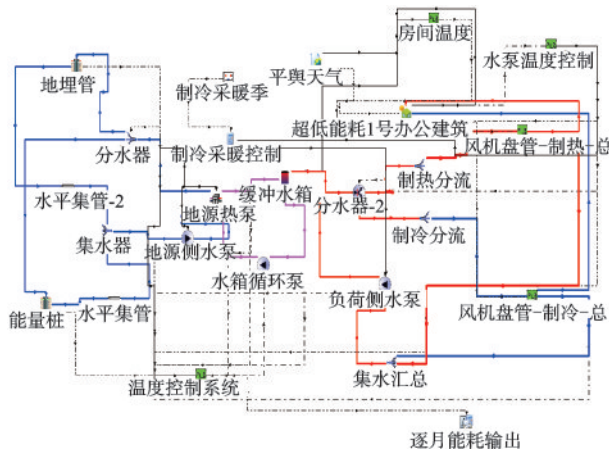 房间温度
地埋管
平舆天气
水泵温度控制
制冷采暖季
超低能耗1号办公建筑
分水器
制冷采暖控制
风机盘管-制热-总
制热分流
水平集管-2
缓冲水箱
地源热泵
分水器-2
集水器
地源侧水泵
制冷分流
水箱循环泵
负荷侧水泵
能量桩
水平集管
风机盘管-制冷-总
温度控制系统
集水汇总
逐月能耗输出